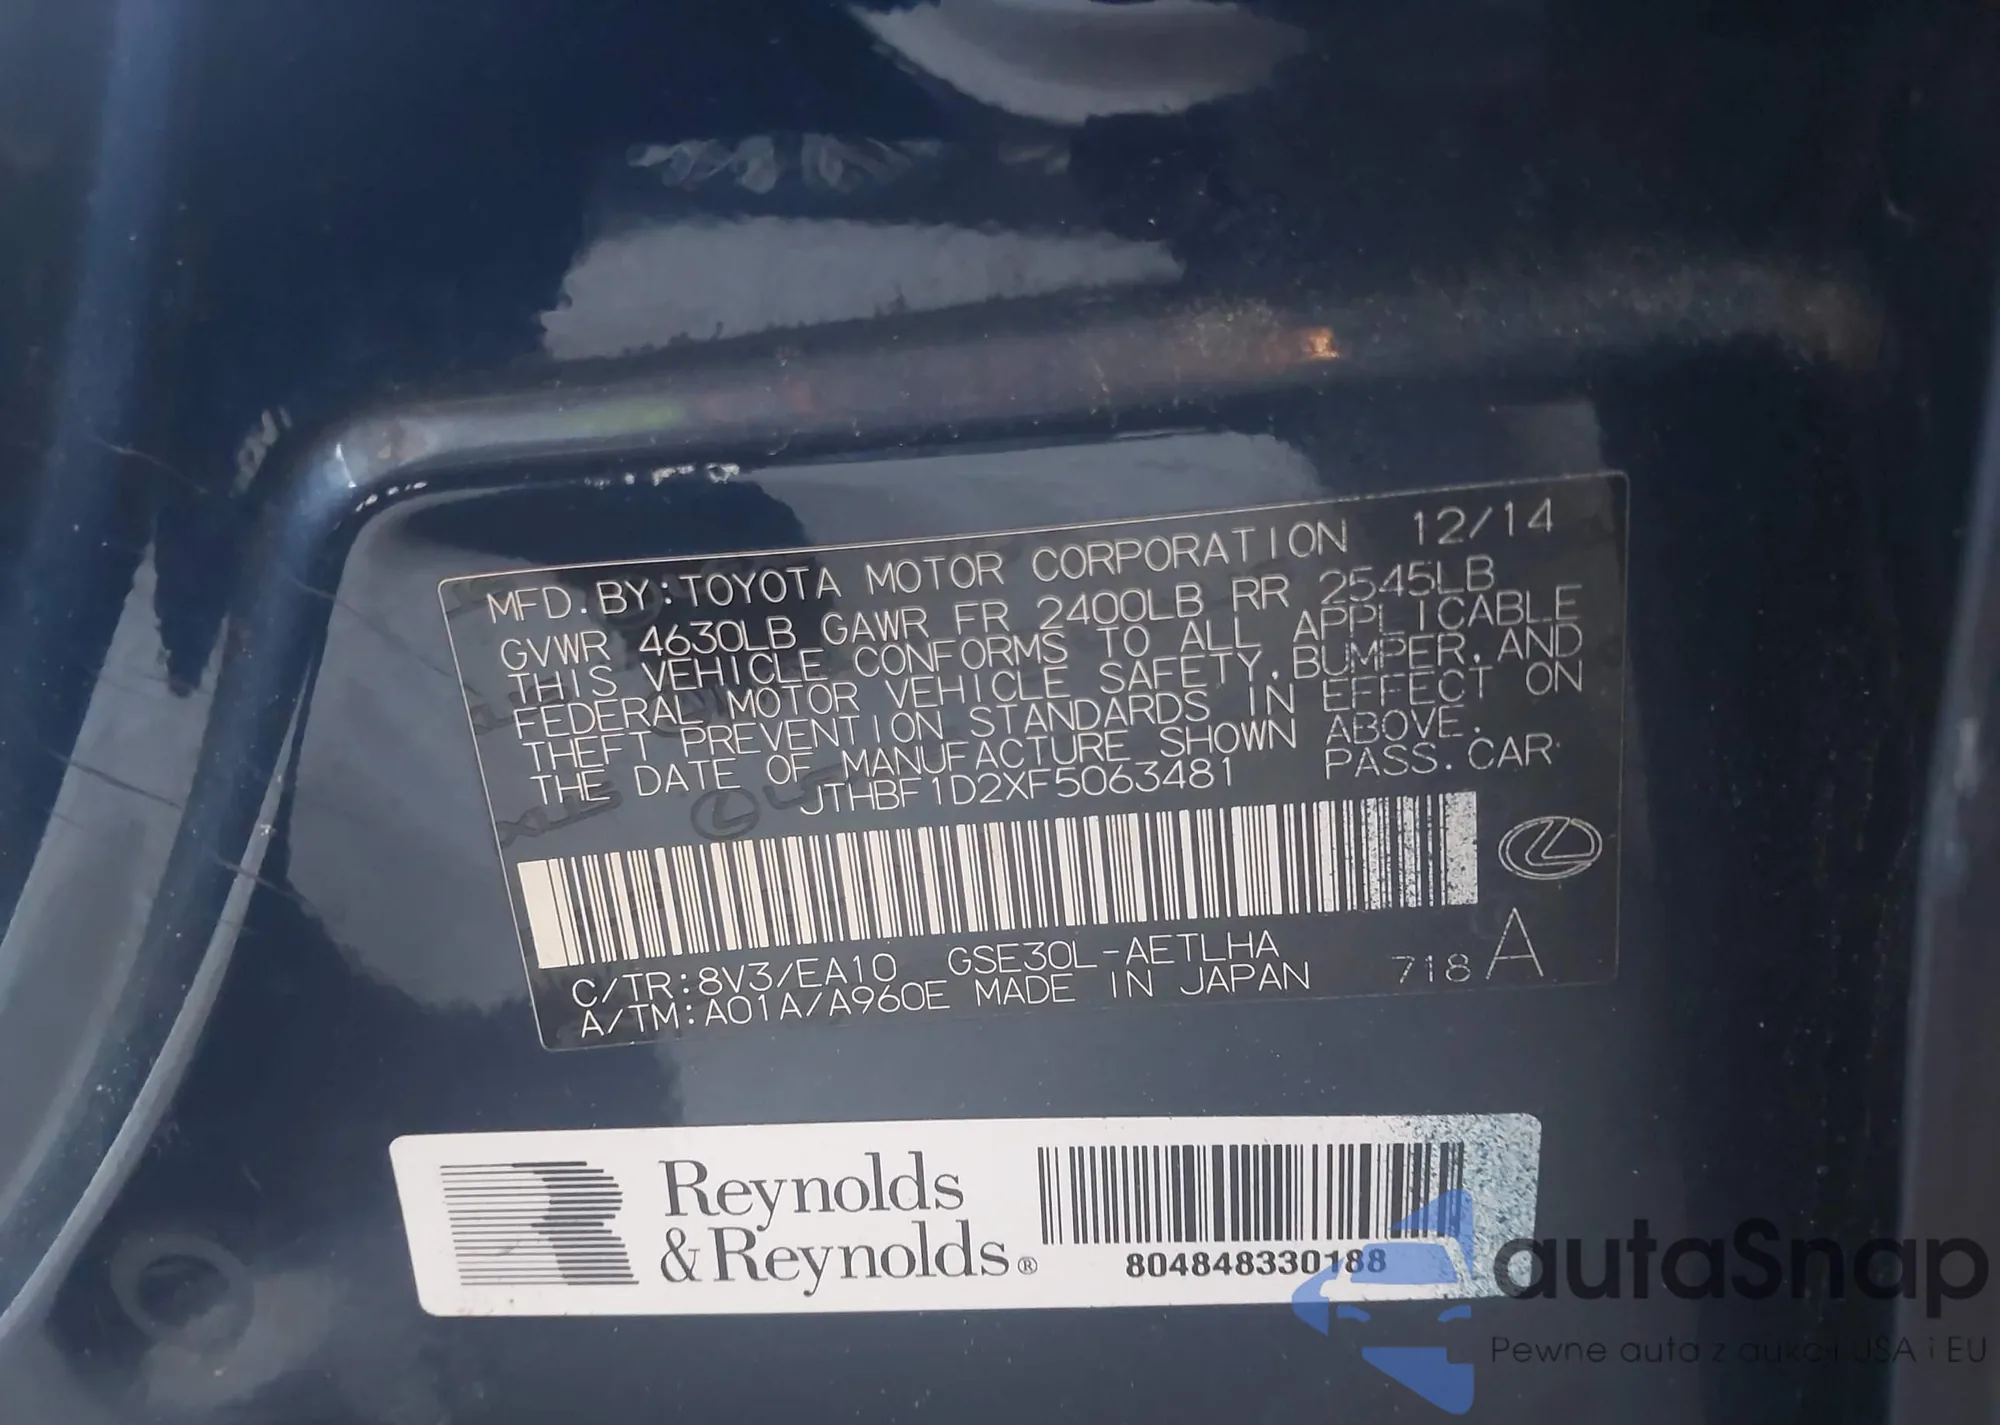 MFD. BY: TOYOTA MOTOR CORPORATION 12/14
GVWR 4630LB GAWR FR 2400LB RR 2545LB
THIS VEHICLE CONFORMS TO ALL APPLICABLE
FEDERAL MOTOR VEHICLE SAFETY, BUMPER, AND
THEFT PREVENTION STANDARDS IN EFFECT ON
THE DATE OF MANUFACTURE SHOWN ABOVE.
JTHBF1D2XF5063481 PASS. CAR
C/TR: 8V3/EA10 GSE30L-AETLHA
A/TM: A01A/A960E MADE IN JAPAN 718 A
Reynolds
& Reynolds®
804848330188
autaSnap
Pewne auta z aukcji USA i EU